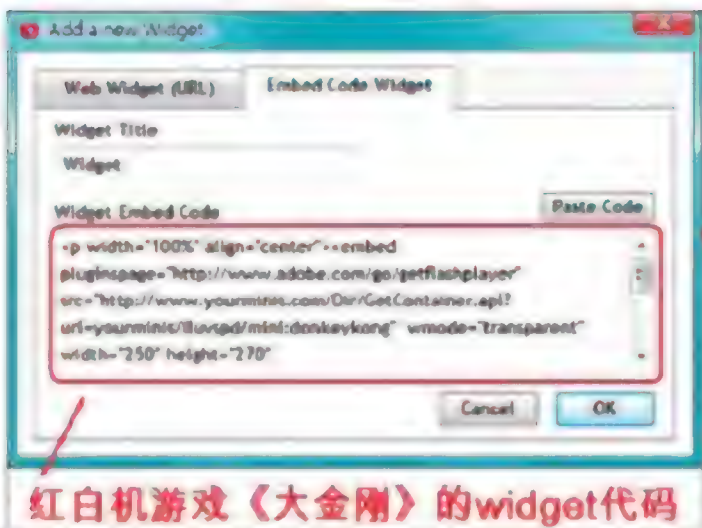 Add a new Widget
Web Widget (URL)
Embed Code Widget
Widget Title
Widget
Widget Embed Code
Paste Code
<p width="100%" align="center"><embed
pluginspage="http://www.adobe.com/go/getflashplayer"
src="http://www.yourminis.com/Dir/GetContainer.api?
uri=yourminis/
mini:donkeykong" wmode="transparent"
width="250" height="270"
Cancel
OK
红白机游戏《大金刚》的widget代码